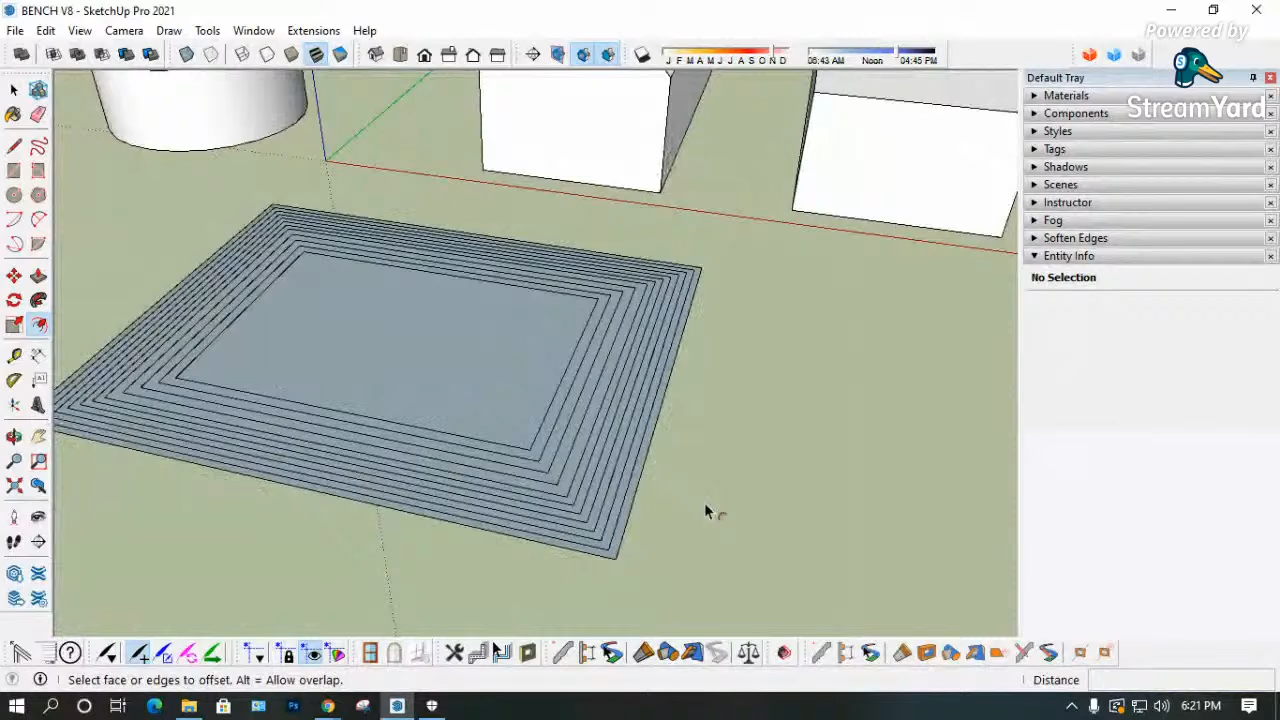 BENCH V8 - SketchUp Pro 2021
File Edit View Camera Draw Tools Window Extensions Help
Powered by
StreamYard
J F M A M J J A S O N D
06:43 AM Noon 04:45 PM
Default Tray
Materials
Components
Styles
Tags
Shadows
Scenes
Instructor
Fog
Soften Edges
Entity Info
No Selection
Select face or edges to offset. Alt = Allow overlap.
Distance
6:21 PM